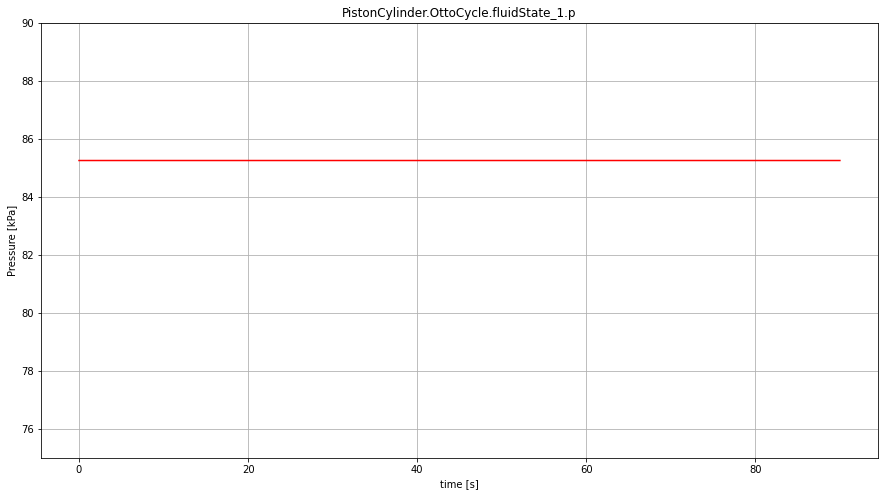 PistonCylinder.OttoCycle.fluidState_1.p
Pressure [kPa]
90
88
86
84
82
80
78
76
0 20 40 60 80
time [s]